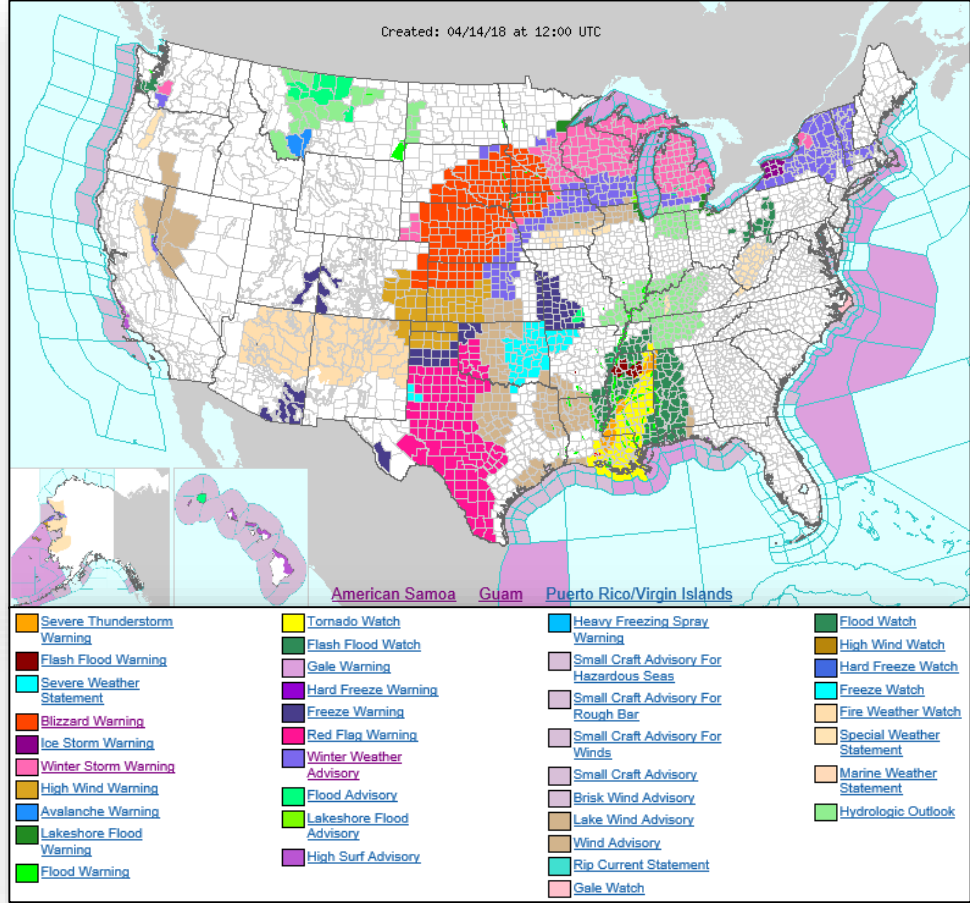 Created: 04/14/18 at 12:00 UTC
American Samoa Guam Puerto Rico/Virgin Islands
Severe Thunderstorm
Warning
Flash Flood Warning
Severe Weather
Statement
Blizzard Warning
Ice Storm Warning
Winter Storm Warning
High Wind Warning
Avalanche Warning
Lakeshore Flood
Warning
Flood Warning
Tornado Watch
Flash Flood Watch
Gale Warning
Hard Freeze Warning
Freeze Warning
Red Flag Warning
Winter Weather
Advisory
Flood Advisory
Lakeshore Flood
Advisory
High Surf Advisory
Heavy Freezing Spray
Warning
Small Craft Advisory For
Hazardous Seas
Small Craft Advisory For
Rough Bar
Small Craft Advisory For
Winds
Small Craft Advisory
Brisk Wind Advisory
Lake Wind Advisory
Wind Advisory
Rip Current Statement
Gale Watch
Flood Watch
High Wind Watch
Hard Freeze Watch
Freeze Watch
Fire Weather Watch
Special Weather
Statement
Marine Weather
Statement
Hydrologic Outlook